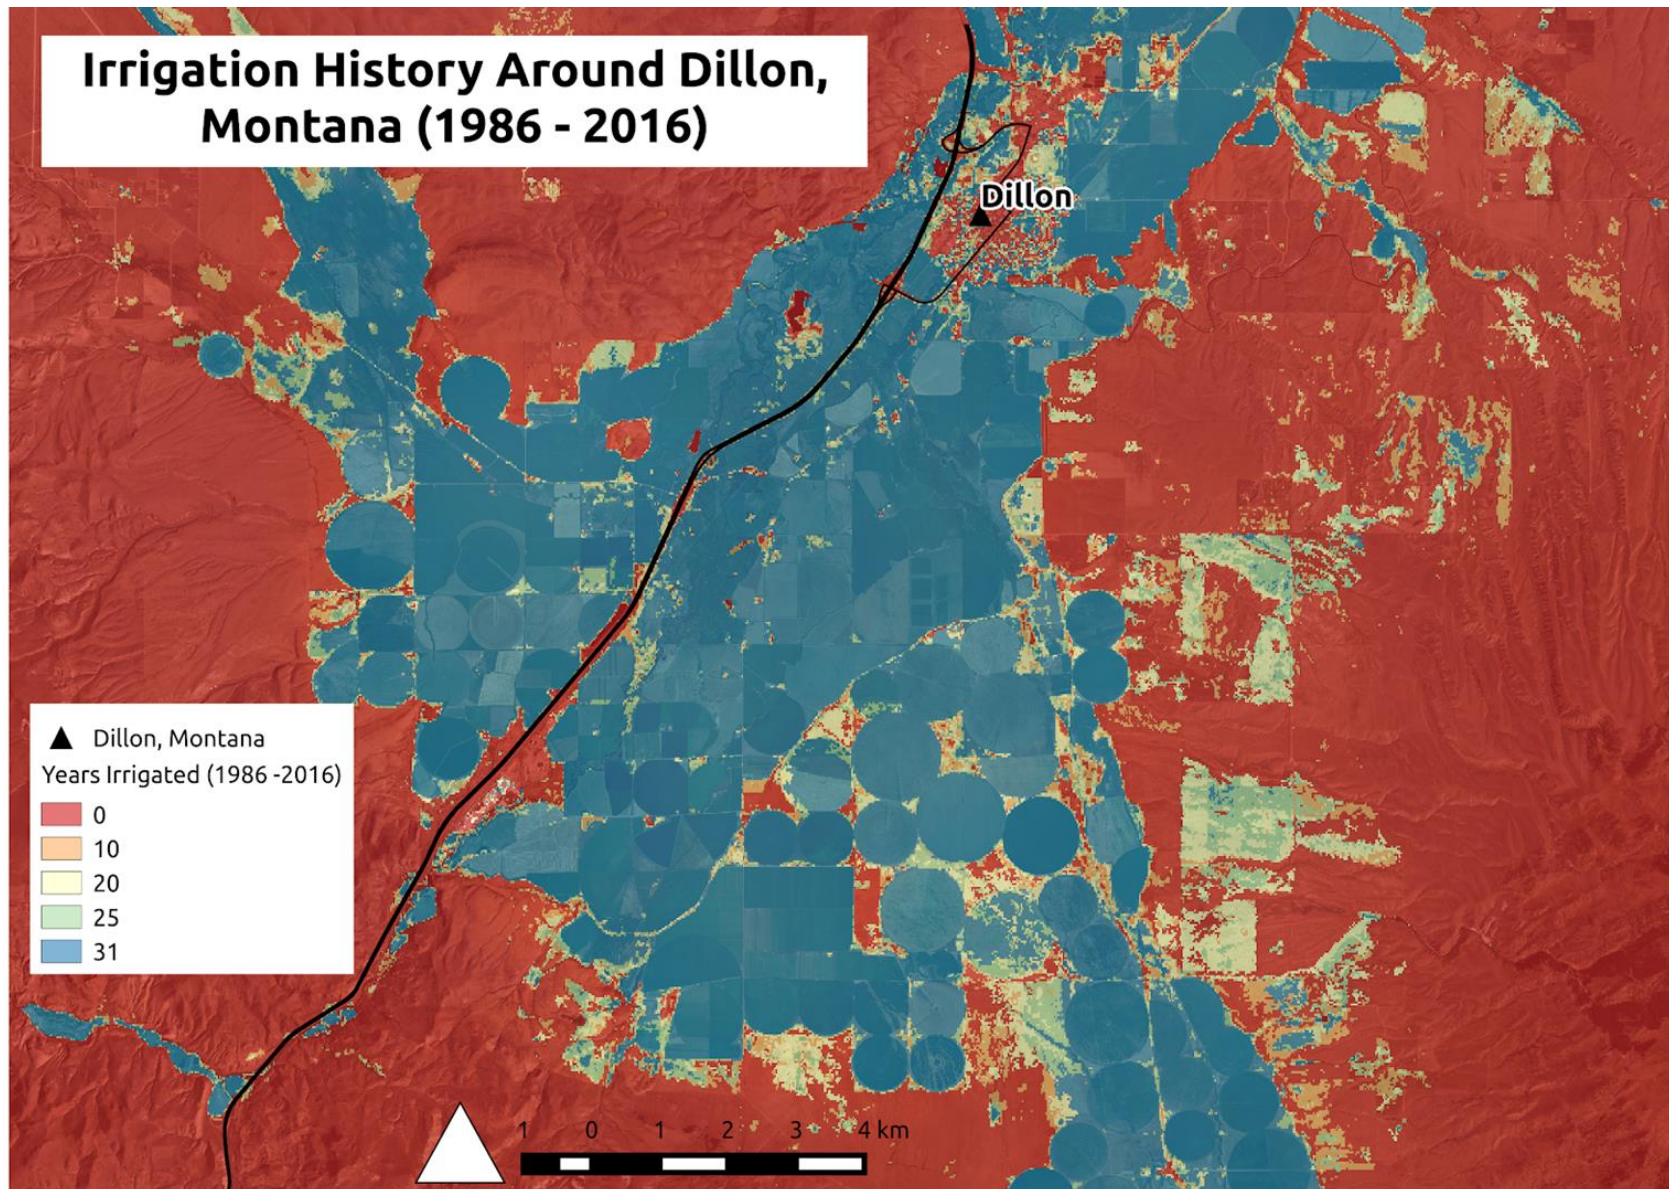 Irrigation History Around Dillon,
Montana (1986 - 2016)
Dillon
Dillon, Montana
Years Irrigated (1986 -2016)
0
10
20
25
31
1 0 1 2 3 4 km